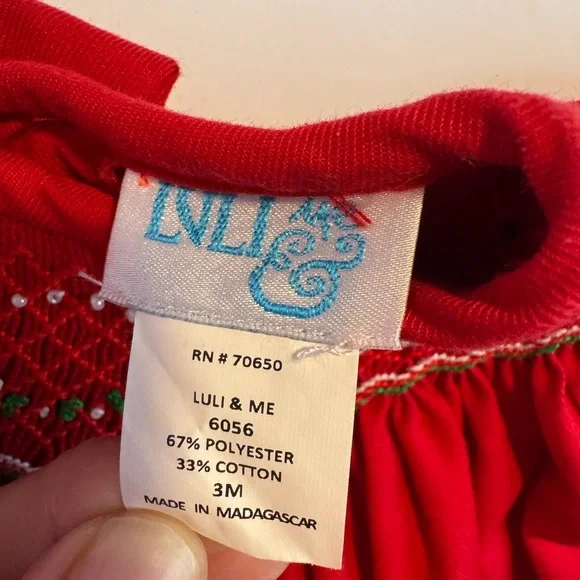 LULI &
ME
RN # 70650
LULI & ME
6056
67% POLYESTER
33% COTTON
3M
MADE IN MADAGASCAR